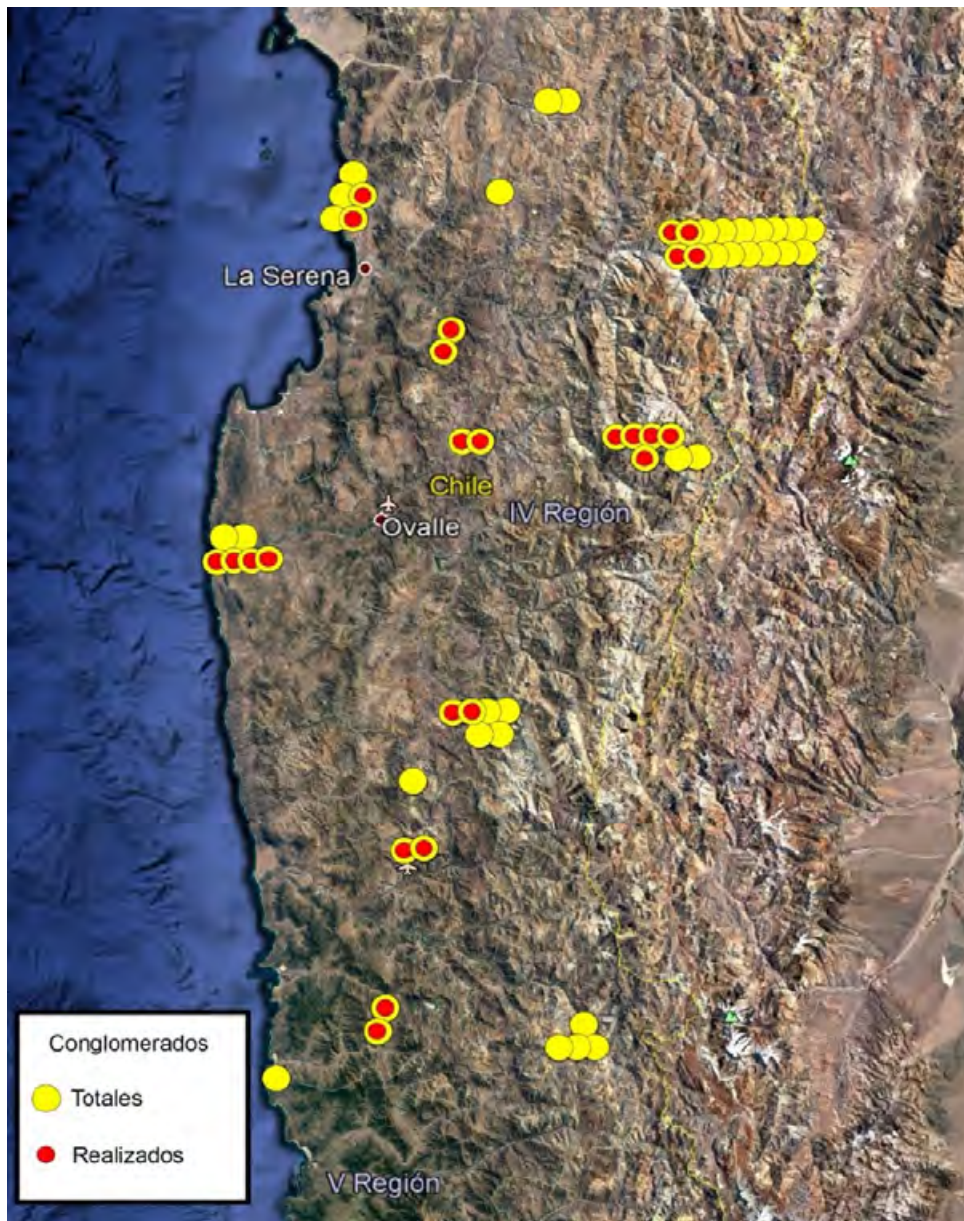 La Serena
Chile
IV Región
Ovalle
Conglomerados
Totales
Realizados
V Región